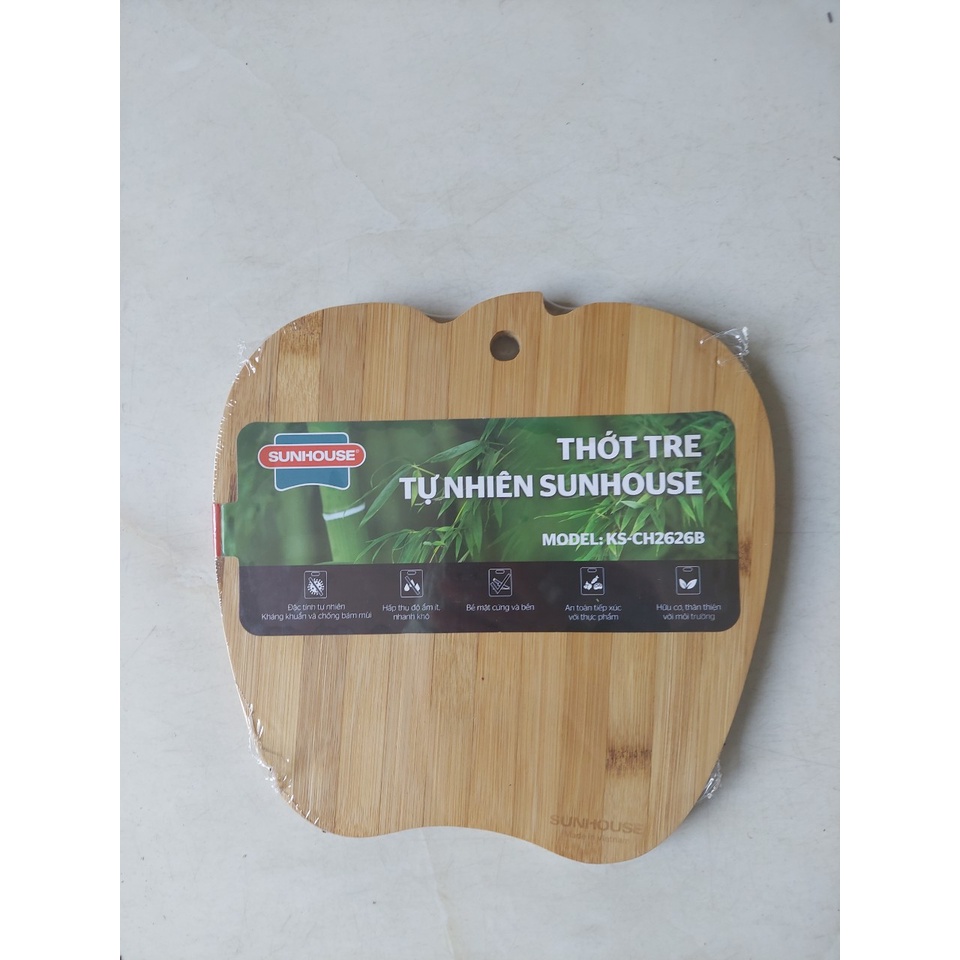 SUNHOUSE®
THỚT TRE
TỰ NHIÊN SUNHOUSE
MODEL: KS-CH2626B
Đặc tính tự nhiên
Kháng khuẩn và chống bám mùi
Hấp thụ độ ẩm ít,
nhanh khô
Bề mặt cứng và bền
An toàn tiếp xúc
với thực phẩm
Hữu cơ, thân thiện
với môi trường
SUNHOUSE